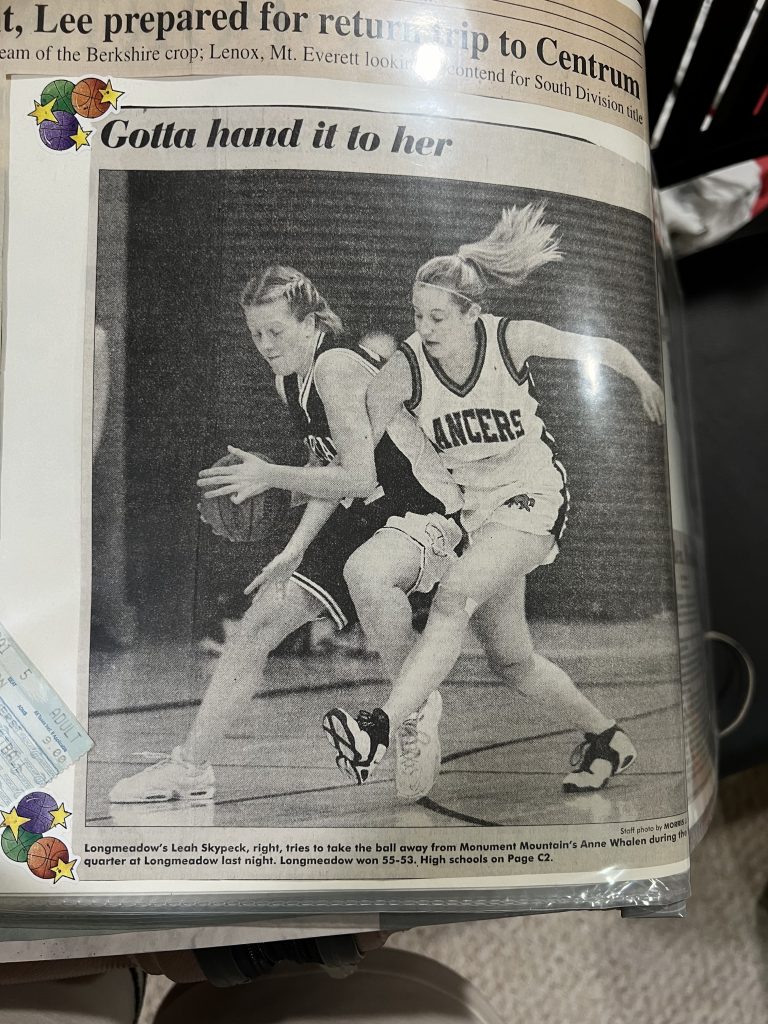 t, Lee prepared for return trip to Centrum
eam of the Berkshire crop; Lenox, Mt. Everett contend for South Division title
Gotta hand it to her
ANCERS
5
ADULT
9.00
Staff photo by MORRIS
Longmeadow's Leah Skypeck, right, tries to take the ball away from Monument Mountain's Anne Whalen during the
quarter at Longmeadow last night. Longmeadow won 55-53. High schools on Page C2.